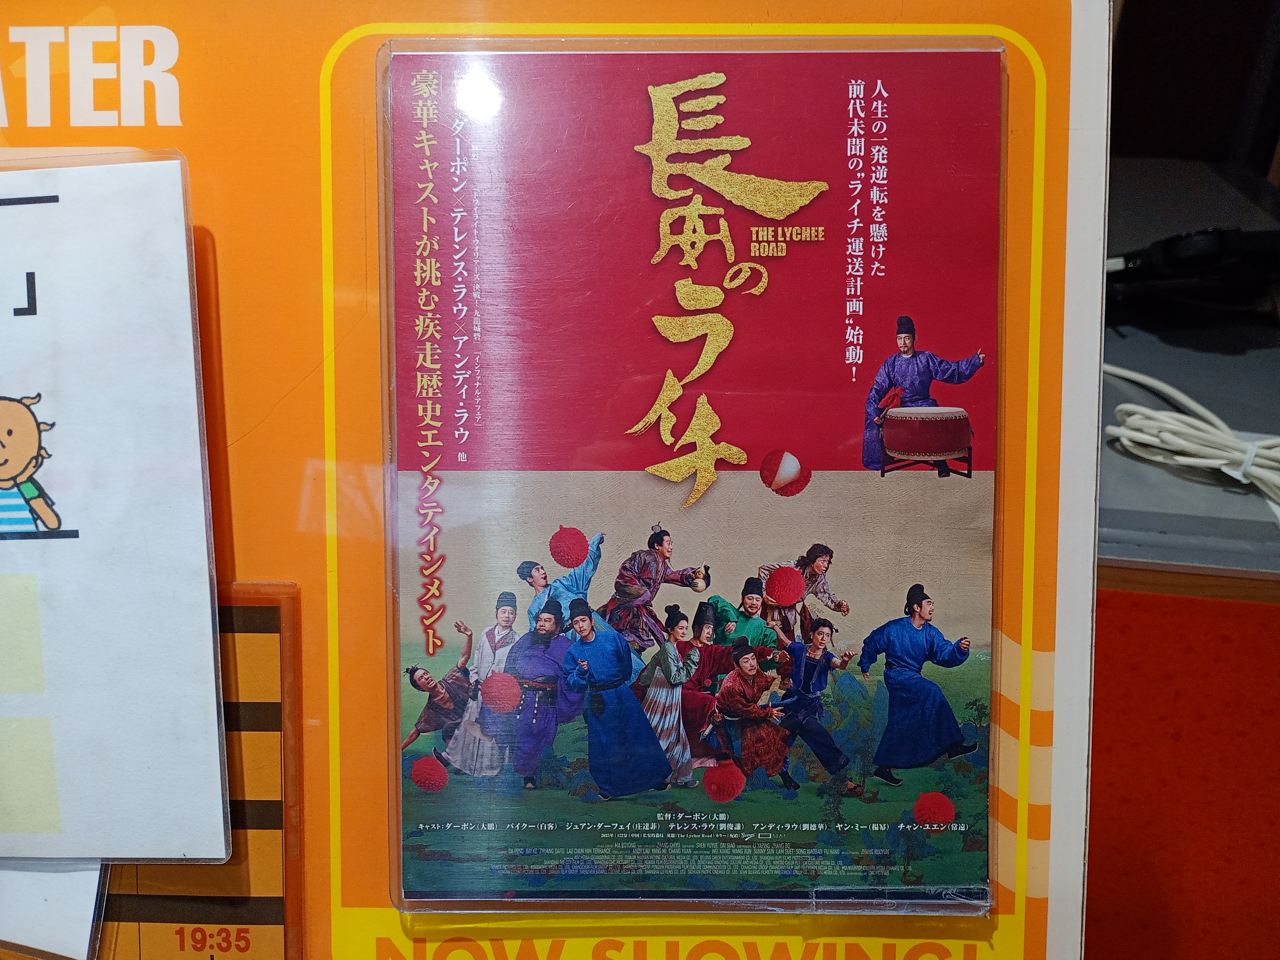 ATER
」
人生の一発逆転を懸けた
前代未聞の"ライチ運送計画"始動！
長安のライチ
THE LYCHEE
ROAD
ダーポン×テレンス・ラウ×アンディ・ラウ 他
豪華キャストが挑む疾走歴史エンタテインメント
監督：ダーポン（大鵬）
キャスト：ダーポン（大鵬） バイクー（白客） ジュアン・ダーフェイ（庄達菲） テレンス・ラウ（劉俊謙） アンディ・ラウ（劉徳華） ヤン・ミー（楊冪） チャン・ユエン（常遠）
19:35
NOW SHOWING!